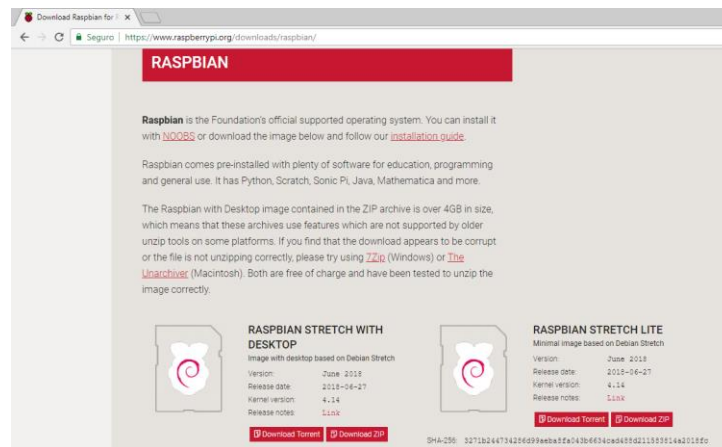 Download Raspbian for
Seguro
https://www.raspberrypi.org/downloads/raspbian/
RASPBIAN
Raspbian is the Foundation's official supported operating system. You can install it
with NOOBS or download the image below and follow our installation guide.
Raspbian comes pre-installed with plenty of software for education, programming
and general use. It has Python, Scratch, Sonic Pi, Java, Mathematica and more.
The Raspbian with Desktop image contained in the ZIP archive is over 4GB in size,
which means that these archives use features which are not supported by older
unzip tools on some platforms. If you find that the download appears to be corrupt
or the file is not unzipping correctly, please try using 7Zip (Windows) or The
Unarchiver (Macintosh). Both are free of charge and have been tested to unzip the
image correctly.
RASPBIAN STRETCH WITH
DESKTOP
Image with desktop based on Debian Stretch
Version: June 2018
Release date: 2018-06-27
Kernel version: 4.14
Release notes: Link
Download Torrent
Download ZIP
RASPBIAN STRETCH LITE
Minimal image based on Debian Stretch
Version: June 2018
Release date: 2018-06-27
Kernel version: 4.14
Release notes: Link
Download Torrent
Download ZIP
SHA-256: